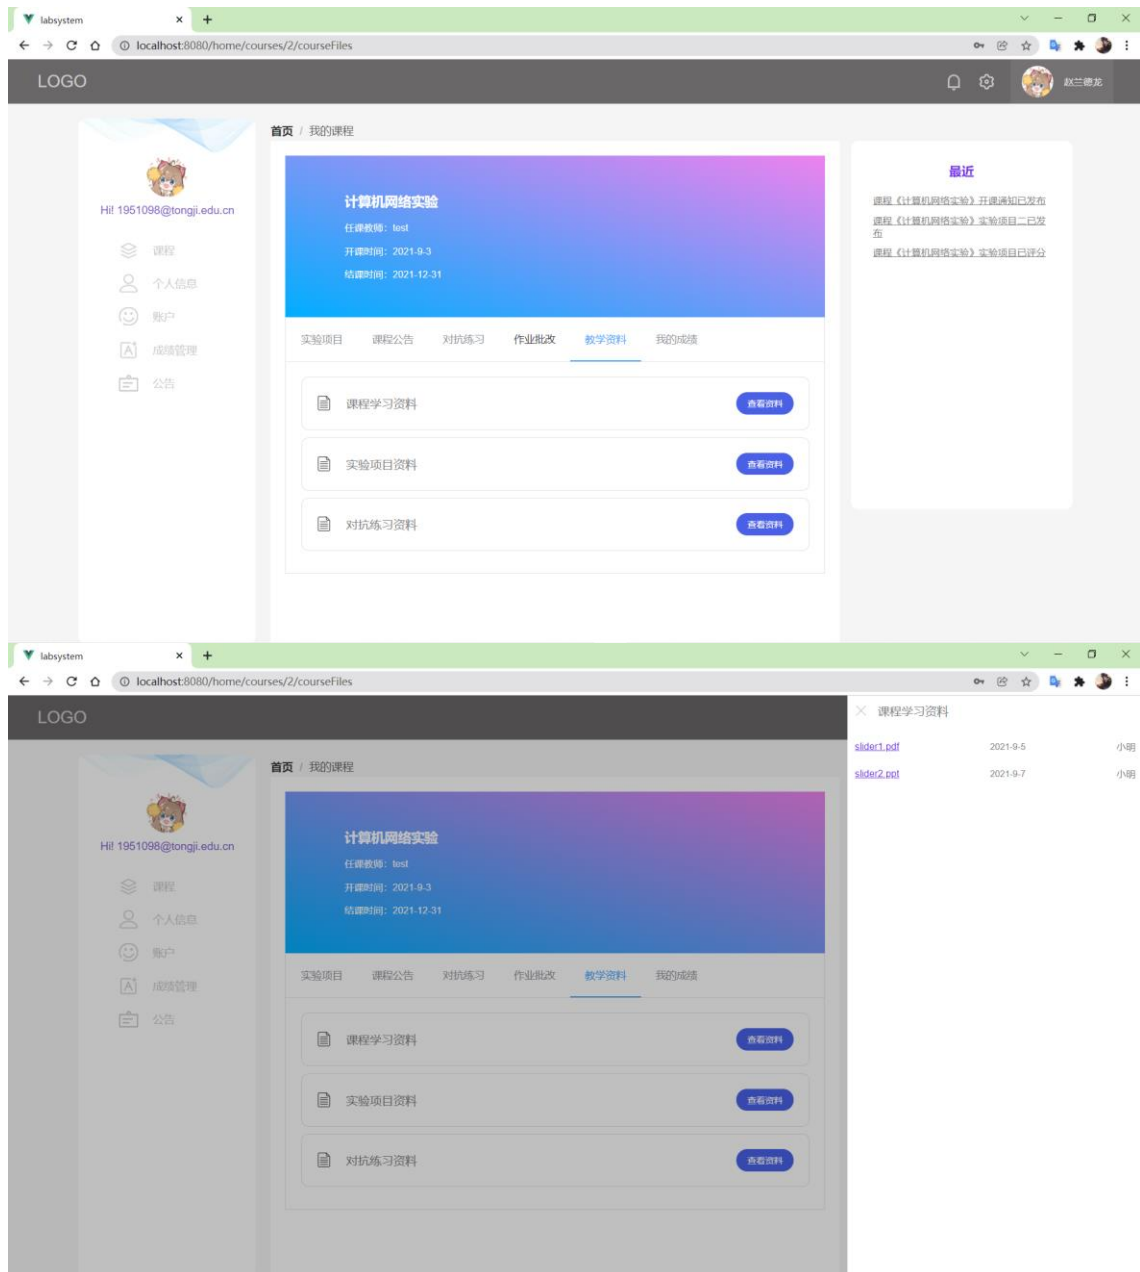 labsystem
localhost:8080/home/courses/2/courseFiles
LOGO
赵兰德龙
首页 / 我的课程
Hi! 1951098@tongji.edu.cn
课程
个人信息
账户
成绩管理
公告
计算机网络实验
任课教师：test
开课时间：2021-9-3
结课时间：2021-12-31
实验项目 课程公告 对抗练习 作业批改 教学资料 我的成绩
课程学习资料 查看资料
实验项目资料 查看资料
对抗练习资料 查看资料
最近
课程《计算机网络实验》开课通知已发布
课程《计算机网络实验》实验项目二已发
布
课程《计算机网络实验》实验项目已评分
labsystem
localhost:8080/home/courses/2/courseFiles
LOGO
首页 / 我的课程
Hi! 1951098@tongji.edu.cn
课程
个人信息
账户
成绩管理
公告
计算机网络实验
任课教师：test
开课时间：2021-9-3
结课时间：2021-12-31
实验项目 课程公告 对抗练习 作业批改 教学资料 我的成绩
课程学习资料 查看资料
实验项目资料 查看资料
对抗练习资料 查看资料
课程学习资料
slider1.pdf 2021-9-5 小明
slider2.ppt 2021-9-7 小明